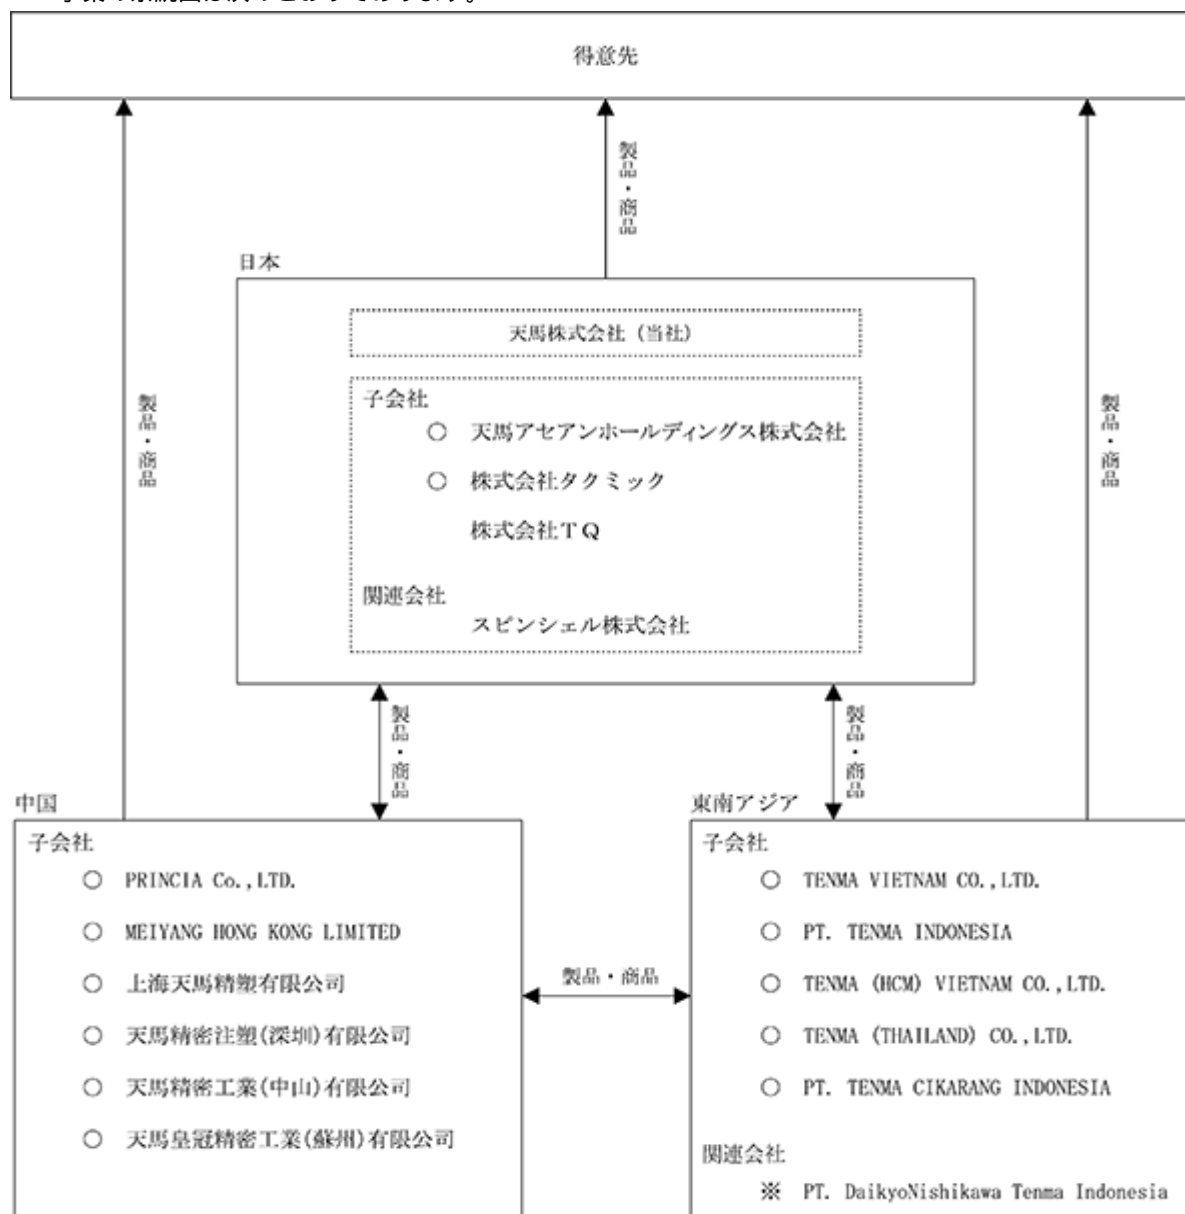 事業の系統図は次のとおりであります。
得意先
製品・商品
日本
天馬株式会社（当社）
製品・商品
製品・商品
子会社
○ 天馬アセアンホールディングス株式会社
○ 株式会社タクミック
株式会社ＴＱ
関連会社
スピンシェル株式会社
製品・商品
製品・商品
中国
子会社
○ PRINCIA Co.,LTD.
○ MEIYANG HONG KONG LIMITED
○ 上海天馬精塑有限公司
○ 天馬精密注塑(深圳)有限公司
○ 天馬精密工業(中山)有限公司
○ 天馬皇冠精密工業(蘇州)有限公司
製品・商品
東南アジア
子会社
○ TENMA VIETNAM CO.,LTD.
○ PT. TENMA INDONESIA
○ TENMA (HCM) VIETNAM CO.,LTD.
○ TENMA (THAILAND) CO.,LTD.
○ PT. TENMA CIKARANG INDONESIA
関連会社
※ PT. DaikyoNishikawa Tenma Indonesia